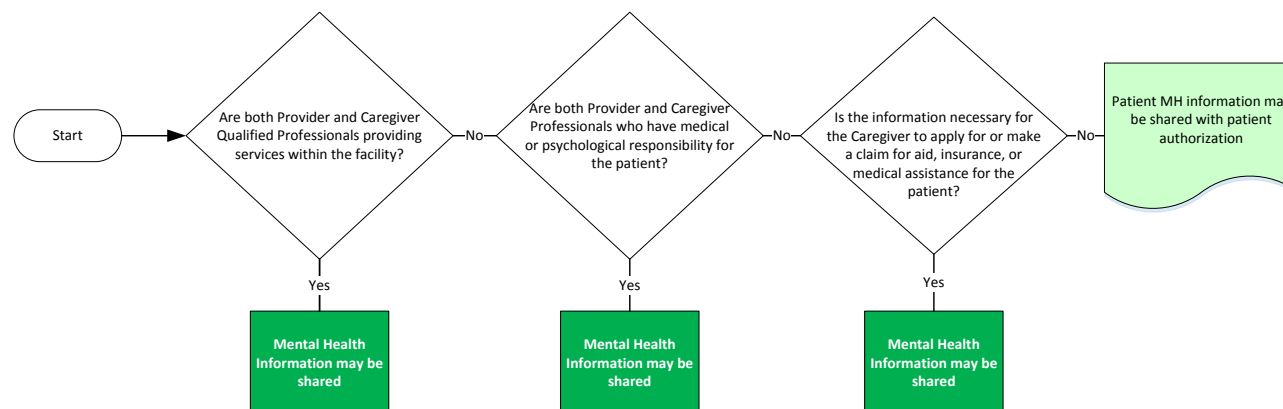 Start
Are both Provider and Caregiver
Qualified Professionals providing
services within the facility?
No
Are both Provider and Caregiver
Professionals who have medical
or psychological responsibility for
the patient?
No
Is the information necessary for
the Caregiver to apply for or make
a claim for aid, insurance, or
medical assistance for the
patient?
No
Patient MH information ma
be shared with patient
authorization
Yes
Yes
Yes
Mental Health
Information may be
shared
Mental Health
Information may be
shared
Mental Health
Information may be
shared